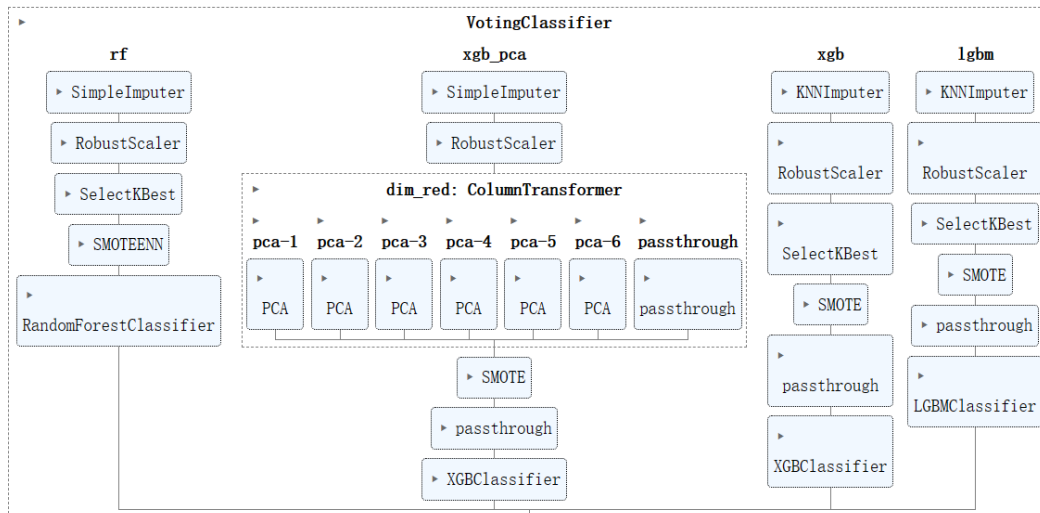 VotingClassifier
rf
SimpleImputer
RobustScaler
SelectKBest
SMOTEENN
RandomForestClassifier
xgb_pca
SimpleImputer
RobustScaler
dim_red: ColumnTransformer
pca-1 pca-2 pca-3 pca-4 pca-5 pca-6 passthrough
PCA PCA PCA PCA PCA PCA passthrough
SMOTE
passthrough
XGBClassifier
xgb
KNNImputer
RobustScaler
SelectKBest
SMOTE
passthrough
XGBClassifier
lgbm
KNNImputer
RobustScaler
SelectKBest
SMOTE
passthrough
LGBMClassifier